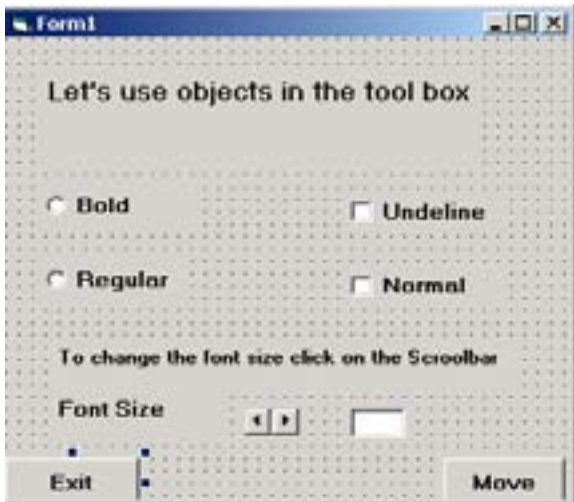 Form1
Let's use objects in the tool box
Bold
Undeline
Regular
Normal
To change the font size click on the Scroolbar
Font Size
Exit
Move